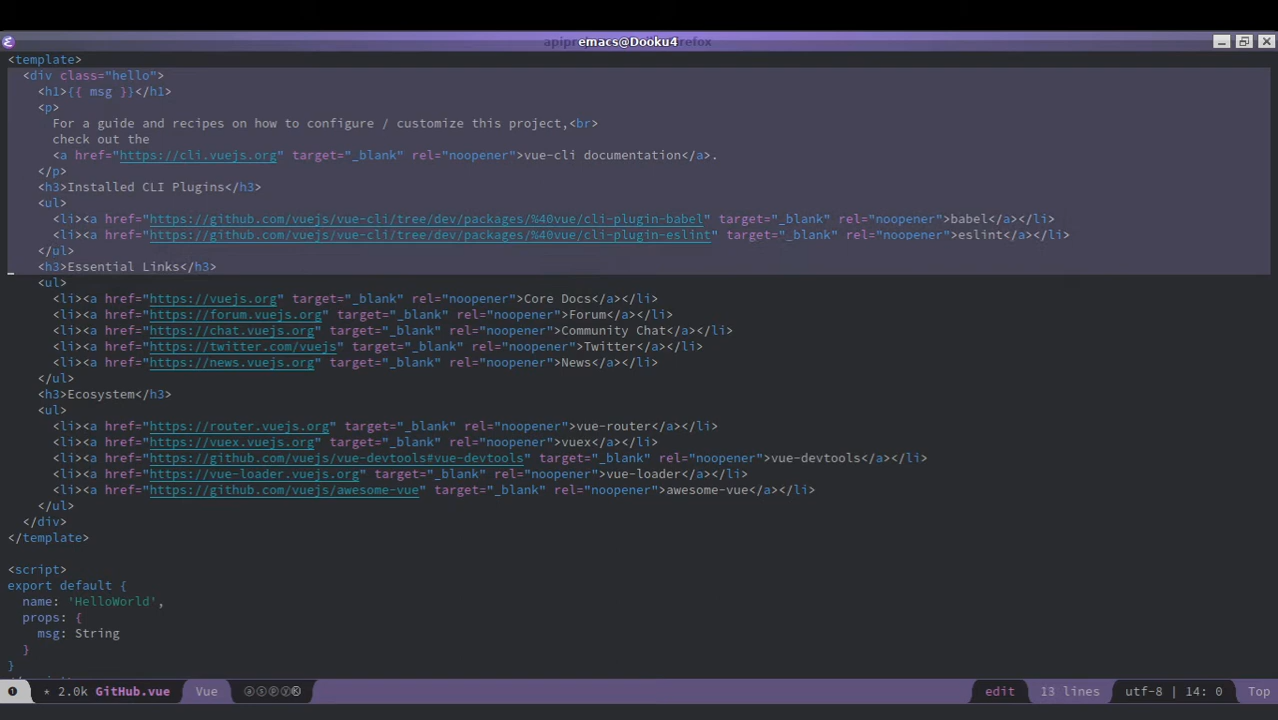 emacs@Dooku4
<template>
  <div class="hello">
    <h1>{{ msg }}</h1>
    <p>
      For a guide and recipes on how to configure / customize this project,<br>
      check out the
      <a href="https://cli.vuejs.org" target="_blank" rel="noopener">vue-cli documentation</a>.
    </p>
    <h3>Installed CLI Plugins</h3>
    <ul>
      <li><a href="https://github.com/vuejs/vue-cli/tree/dev/packages/%40vue/cli-plugin-babel" target="_blank" rel="noopener">babel</a></li>
      <li><a href="https://github.com/vuejs/vue-cli/tree/dev/packages/%40vue/cli-plugin-eslint" target="_blank" rel="noopener">eslint</a></li>
    </ul>
    <h3>Essential Links</h3>
    <ul>
      <li><a href="https://vuejs.org" target="_blank" rel="noopener">Core Docs</a></li>
      <li><a href="https://forum.vuejs.org" target="_blank" rel="noopener">Forum</a></li>
      <li><a href="https://chat.vuejs.org" target="_blank" rel="noopener">Community Chat</a></li>
      <li><a href="https://twitter.com/vuejs" target="_blank" rel="noopener">Twitter</a></li>
      <li><a href="https://news.vuejs.org" target="_blank" rel="noopener">News</a></li>
    </ul>
    <h3>Ecosystem</h3>
    <ul>
      <li><a href="https://router.vuejs.org" target="_blank" rel="noopener">vue-router</a></li>
      <li><a href="https://vuex.vuejs.org" target="_blank" rel="noopener">vuex</a></li>
      <li><a href="https://github.com/vuejs/vue-devtools#vue-devtools" target="_blank" rel="noopener">vue-devtools</a></li>
      <li><a href="https://vue-loader.vuejs.org" target="_blank" rel="noopener">vue-loader</a></li>
      <li><a href="https://github.com/vuejs/awesome-vue" target="_blank" rel="noopener">awesome-vue</a></li>
    </ul>
  </div>
</template>

<script>
export default {
  name: 'HelloWorld',
  props: {
    msg: String
  }
}
* 2.0k GitHub.vue Vue edit 13 lines utf-8 | 14: 0 Top